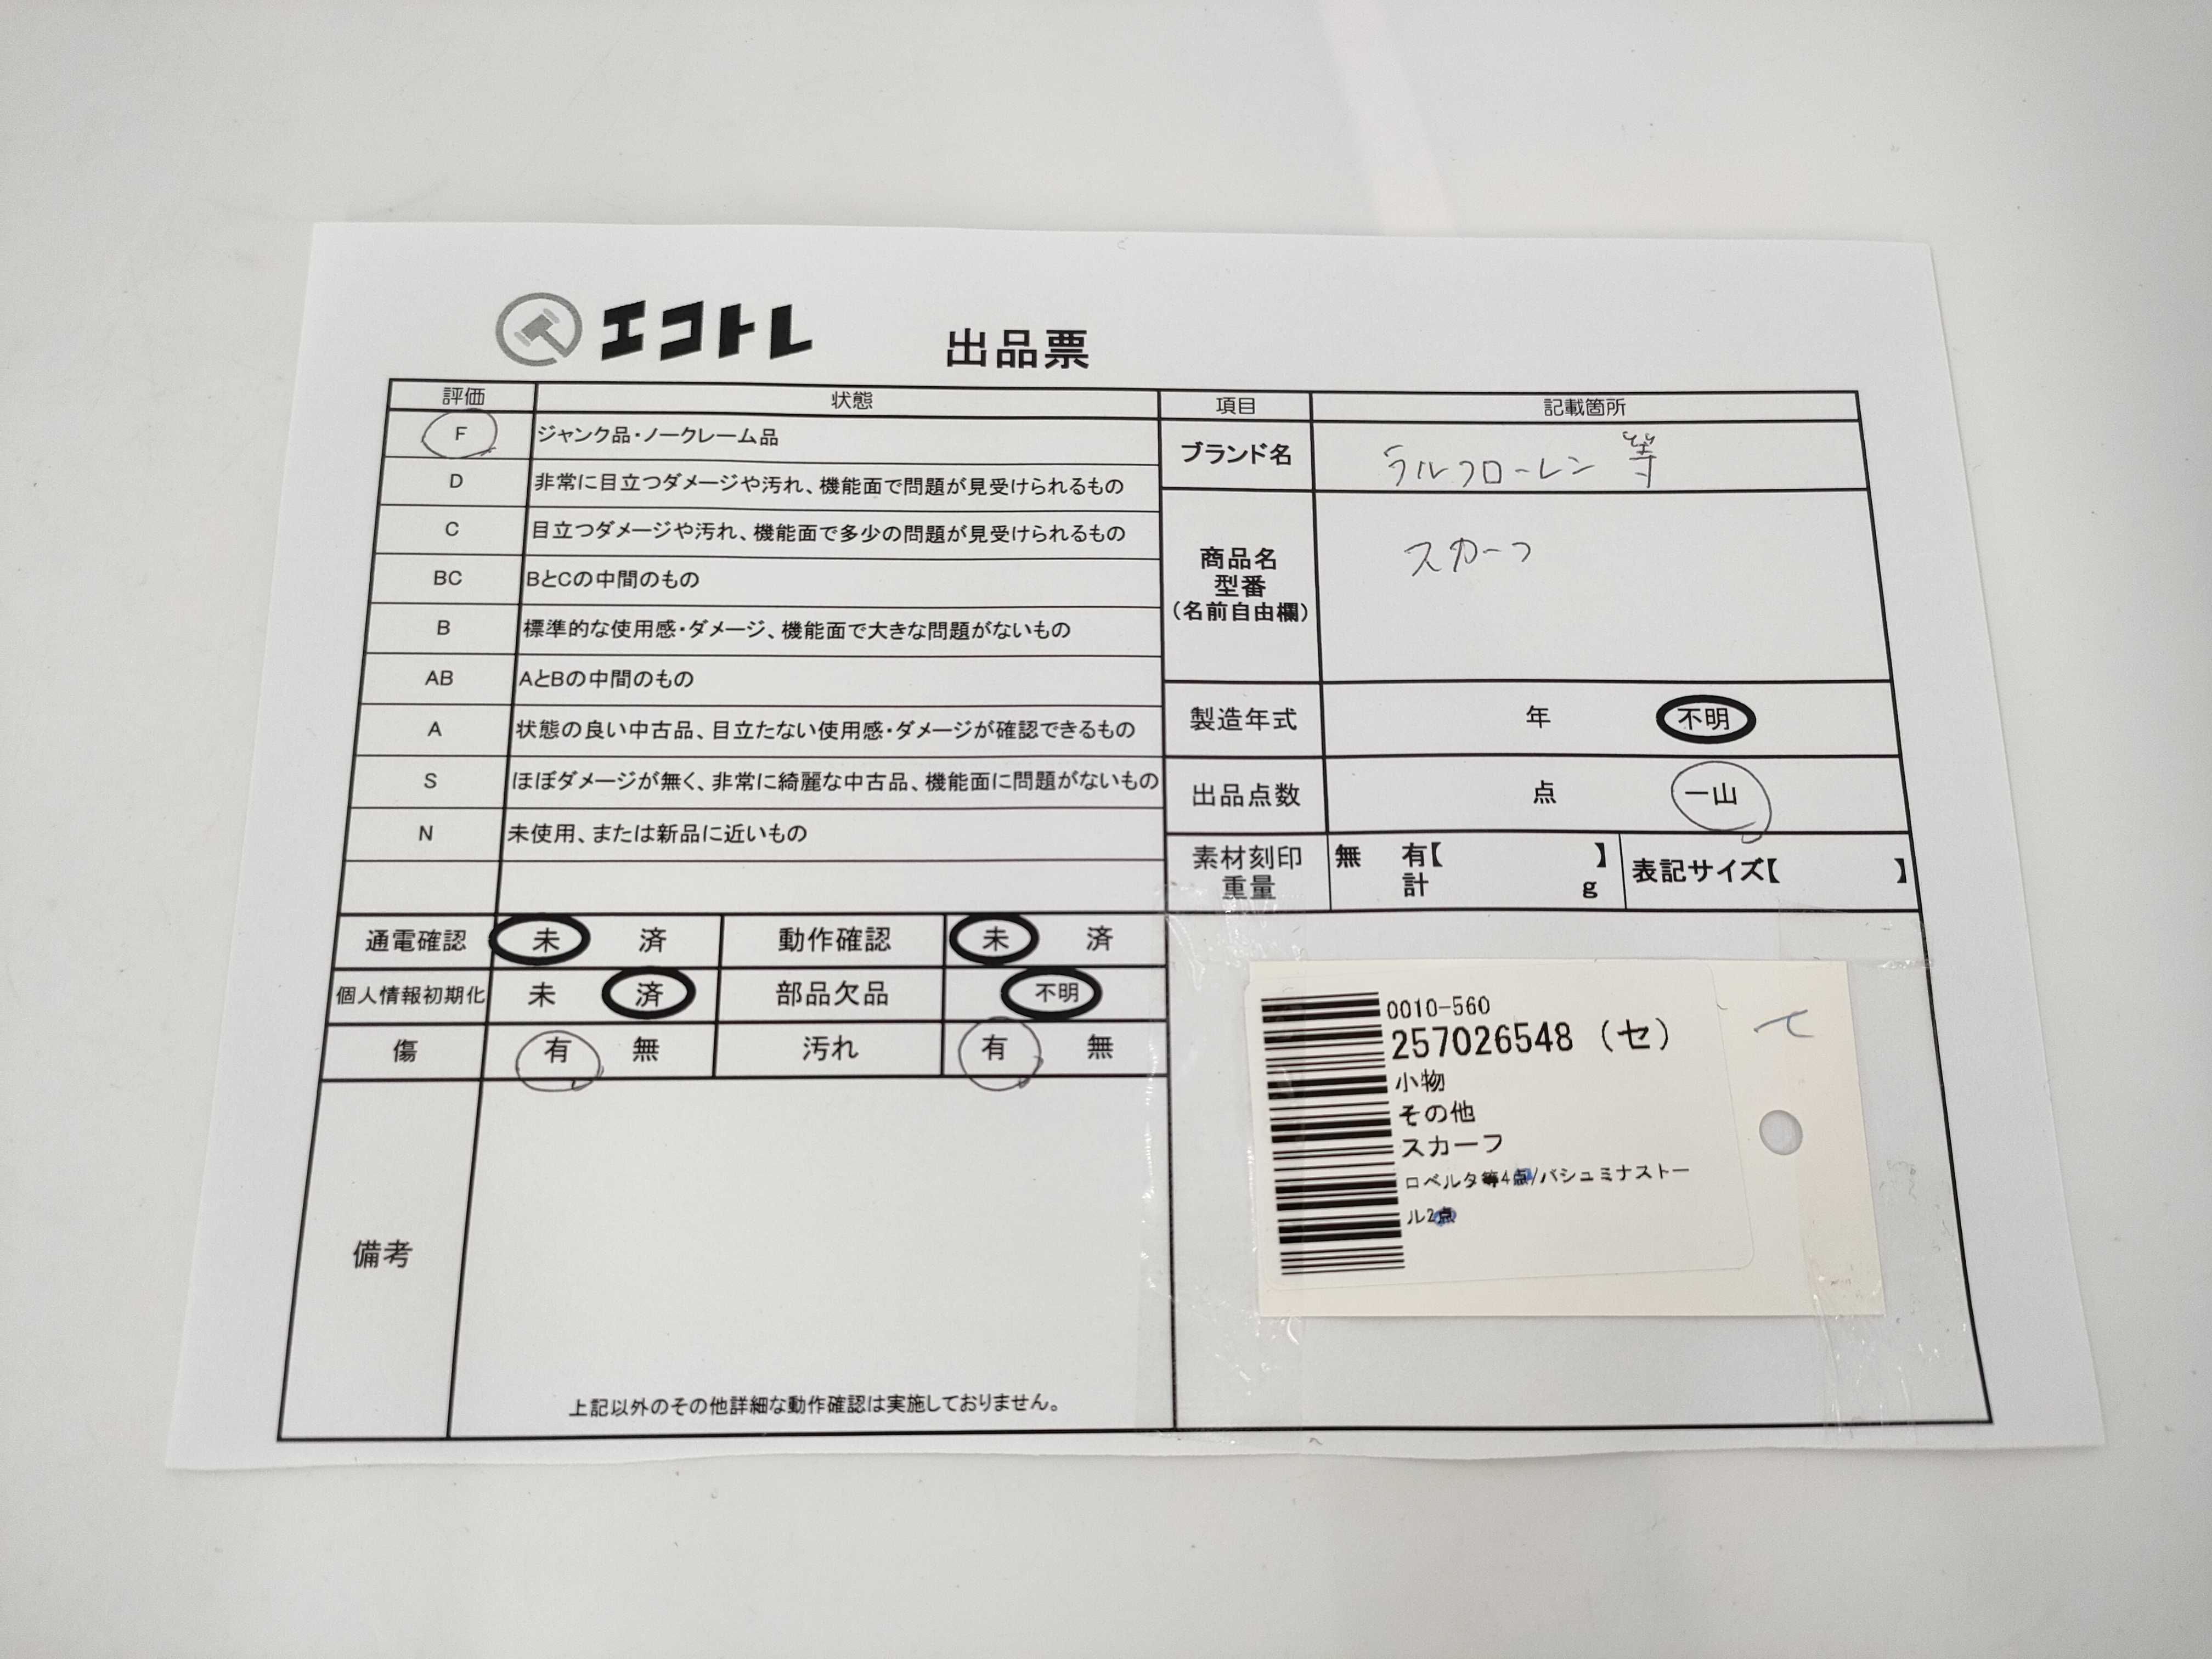 エコトレ 出品票
評価 状態 項目 記載箇所
F ジャンク品・ノークレーム品
D 非常に目立つダメージや汚れ、機能面で問題が見受けられるもの
C 目立つダメージや汚れ、機能面で多少の問題が見受けられるもの
BC BとCの中間のもの
B 標準的な使用感・ダメージ、機能面で大きな問題がないもの
AB AとBの中間のもの
A 状態の良い中古品、目立たない使用感・ダメージが確認できるもの
S ほぼダメージが無く、非常に綺麗な中古品、機能面に問題がないもの
N 未使用、または新品に近いもの
ブランド名 ラルフローレン 等
商品名 スカーフ
型番
(名前自由欄)
製造年式 年 不明
出品点数 点 一山
素材刻印 無 有【 】 表記サイズ【 】
重量 計 g
通電確認 未 済 動作確認 未 済
個人情報初期化 未 済 部品欠品 不明
傷 有 無 汚れ 有 無
備考
上記以外のその他詳細な動作確認は実施しておりません。
0010-560
257026548 (セ)
小物
その他
スカーフ
ロベルタ等4点/パシュミナストー
ル2点